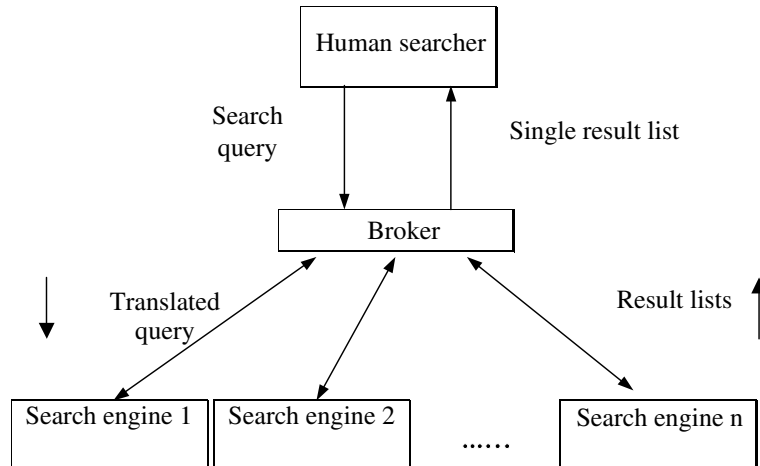 Human searcher
Search
query
Single result list
Broker
Translated
query
Result lists
Search engine 1
Search engine 2
.......
Search engine n